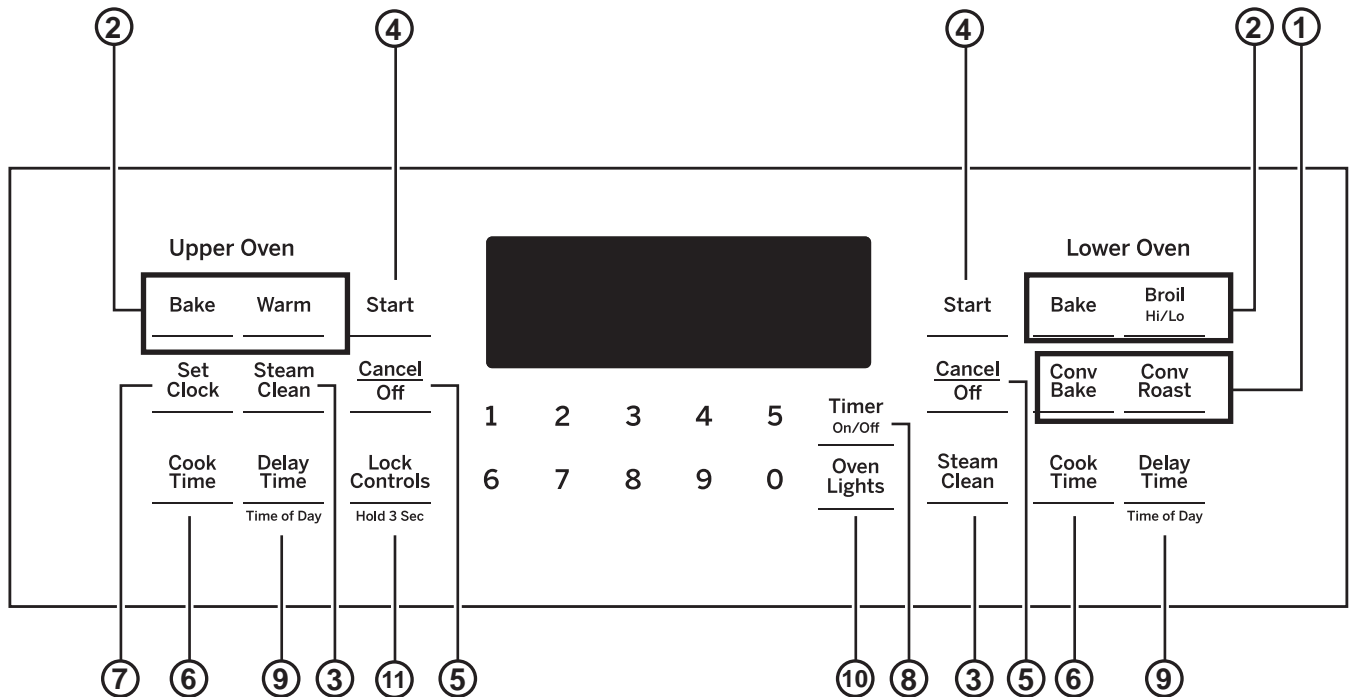 ② ④ ④ ② ①
Upper Oven
Lower Oven
② Bake Warm Start
Start Bake Broil ②
Hi/Lo
Set Clock
Steam Clean
Cancel
Off
Cancel
Off
Conv Bake
Conv Roast
1 2 3 4 5
Timer
On/Off
Cook Time
Delay Time
Lock Controls
6 7 8 9 0
Oven Lights
Steam Clean
Cook Time
Delay Time
Time of Day
Hold 3 Sec
Time of Day
⑦ ⑥ ⑨ ③ ⑪ ⑤ ⑩ ⑧ ③ ⑤ ⑥ ⑨